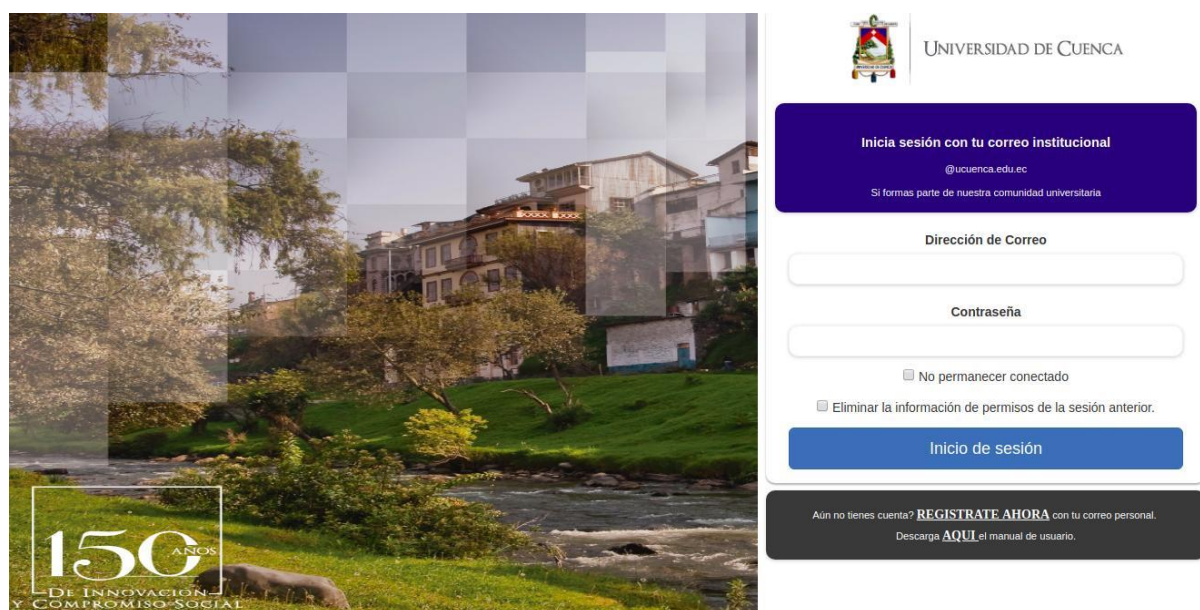 150
AÑOS
DE INNOVACIÓN
Y COMPROMISO SOCIAL
UNIVERSIDAD DE CUENCA
Inicia sesión con tu correo institucional
@ucuenca.edu.ec
Si formas parte de nuestra comunidad universitaria
Dirección de Correo
Contraseña
No permanecer conectado
Eliminar la información de permisos de la sesión anterior.
Inicio de sesión
Aún no tienes cuenta? REGISTRATE AHORA con tu correo personal.
Descarga AQUI el manual de usuario.